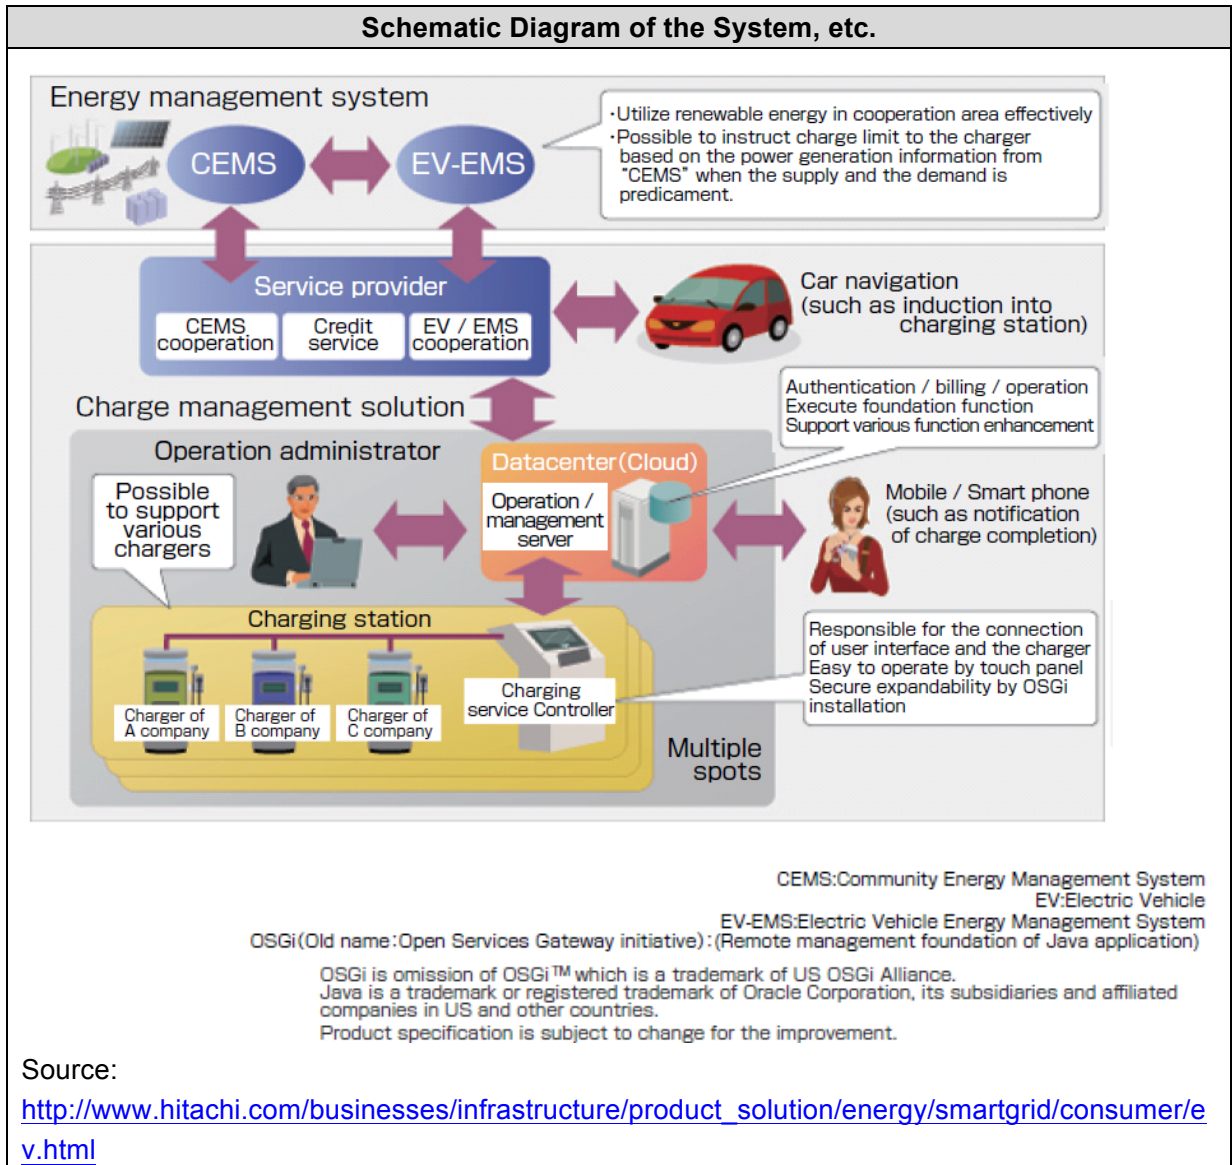 Schematic Diagram of the System, etc.
Energy management system
CEMS
EV-EMS
・Utilize renewable energy in cooperation area effectively
・Possible to instruct charge limit to the charger
based on the power generation information from
“CEMS” when the supply and the demand is
predicament.
Service provider
CEMS
cooperation
Credit
service
EV / EMS
cooperation
Car navigation
(such as induction into
charging station)
Charge management solution
Authentication / billing / operation
Execute foundation function
Support various function enhancement
Operation administrator
Datacenter(Cloud)
Operation /
management
server
Possible
to support
various
chargers
Mobile / Smart phone
(such as notification
of charge completion)
Charging station
Charger of
A company
Charger of
B company
Charger of
C company
Charging
service Controller
Responsible for the connection
of user interface and the charger
Easy to operate by touch panel
Secure expandability by OSGi
installation
Multiple
spots
CEMS:Community Energy Management System
EV:Electric Vehicle
EV-EMS:Electric Vehicle Energy Management System
OSGi(Old name:Open Services Gateway initiative):(Remote management foundation of Java application)
OSGi is omission of OSGi™ which is a trademark of US OSGi Alliance.
Java is a trademark or registered trademark of Oracle Corporation, its subsidiaries and affiliated
companies in US and other countries.
Product specification is subject to change for the improvement.
Source:
http://www.hitachi.com/businesses/infrastructure/product_solution/energy/smartgrid/consumer/e
v.html